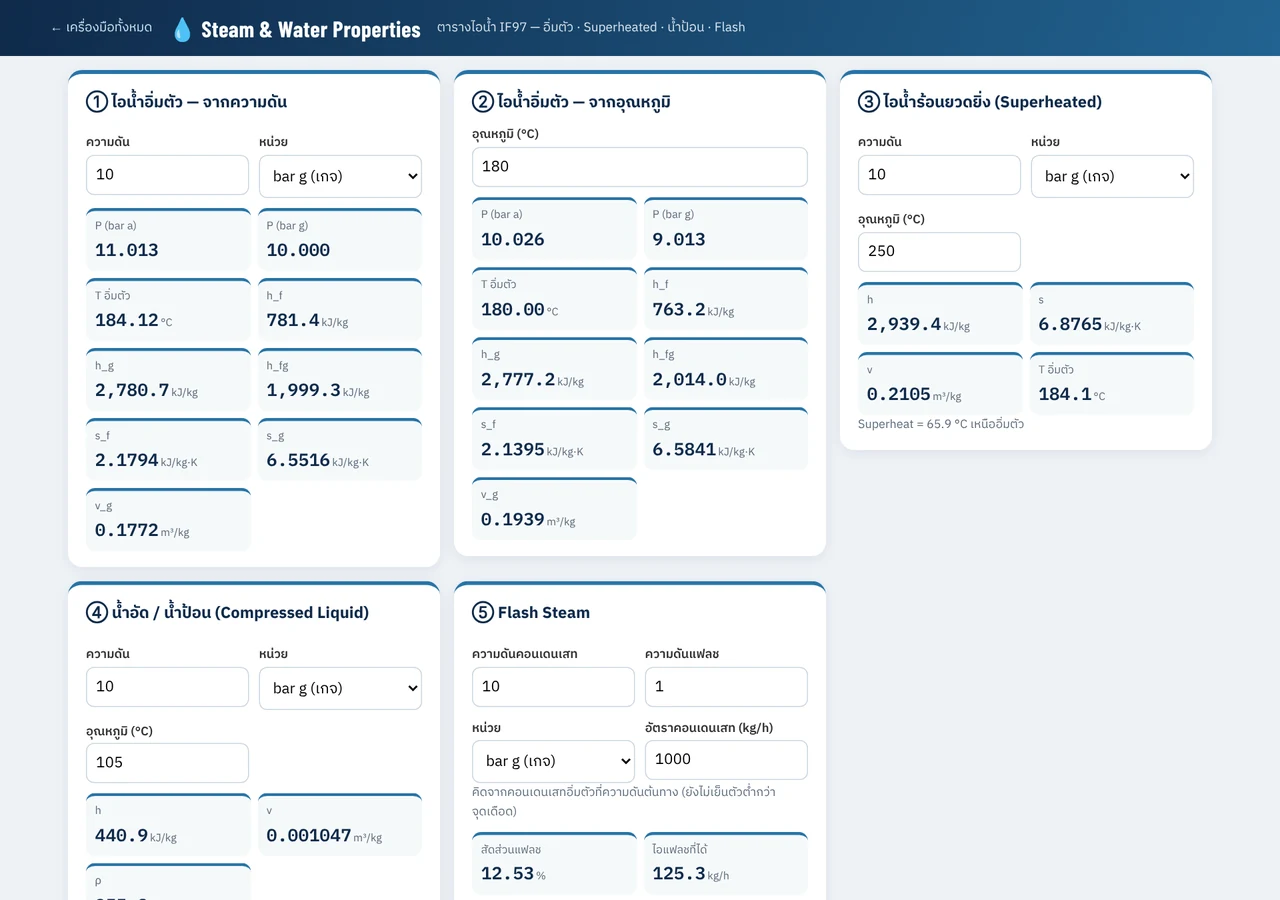 ← เครื่องมือทั้งหมด
Steam & Water Properties
ตารางไอน้ำ IF97 — อิ่มตัว · Superheated · น้ำป้อน · Flash
① ไอน้ำอิ่มตัว — จากความดัน
ความดัน
หน่วย
10
bar g (เกจ)
P (bar a)
11.013
P (bar g)
10.000
T อิ่มตัว
184.12 °C
h_f
781.4 kJ/kg
h_g
2,780.7 kJ/kg
h_fg
1,999.3 kJ/kg
s_f
2.1794 kJ/kg·K
s_g
6.5516 kJ/kg·K
v_g
0.1772 m³/kg
② ไอน้ำอิ่มตัว — จากอุณหภูมิ
อุณหภูมิ (°C)
180
P (bar a)
10.026
P (bar g)
9.013
T อิ่มตัว
180.00 °C
h_f
763.2 kJ/kg
h_g
2,777.2 kJ/kg
h_fg
2,014.0 kJ/kg
s_f
2.1395 kJ/kg·K
s_g
6.5841 kJ/kg·K
v_g
0.1939 m³/kg
③ ไอน้ำร้อนยวดยิ่ง (Superheated)
ความดัน
หน่วย
10
bar g (เกจ)
อุณหภูมิ (°C)
250
h
2,939.4 kJ/kg
s
6.8765 kJ/kg·K
v
0.2105 m³/kg
T อิ่มตัว
184.1 °C
Superheat = 65.9 °C เหนืออิ่มตัว
④ น้ำอัด / น้ำป้อน (Compressed Liquid)
ความดัน
หน่วย
10
bar g (เกจ)
อุณหภูมิ (°C)
105
h
440.9 kJ/kg
v
0.001047 m³/kg
ρ
⑤ Flash Steam
ความดันคอนเดนเสท
ความดันแฟลช
10
1
หน่วย
อัตราคอนเดนเสท (kg/h)
bar g (เกจ)
1000
คิดจากคอนเดนเสทอิ่มตัวที่ความดันต้นทาง (ยังไม่เย็นตัวต่ำกว่า
จุดเดือด)
สัดส่วนแฟลช
12.53 %
ไอแฟลชที่ได้
125.3 kg/h